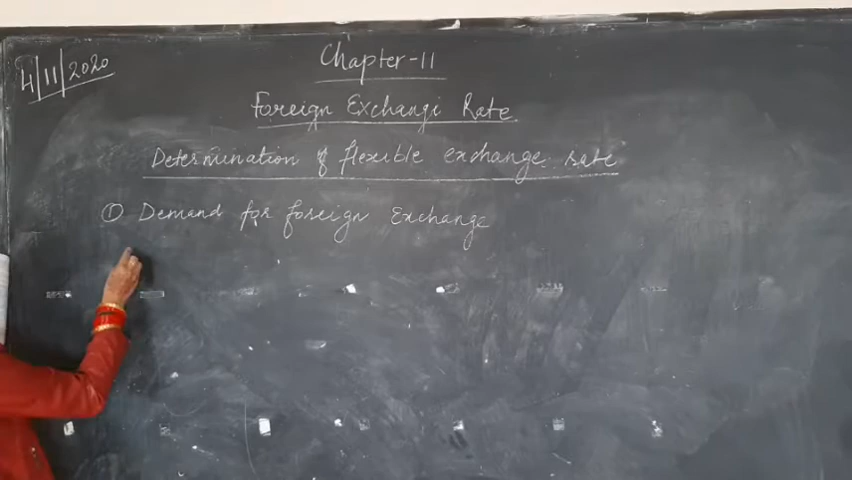 4/11/2020
Chapter-11
Foreign Exchange Rate
Determination of flexible exchange rate
① Demand for foreign Exchange